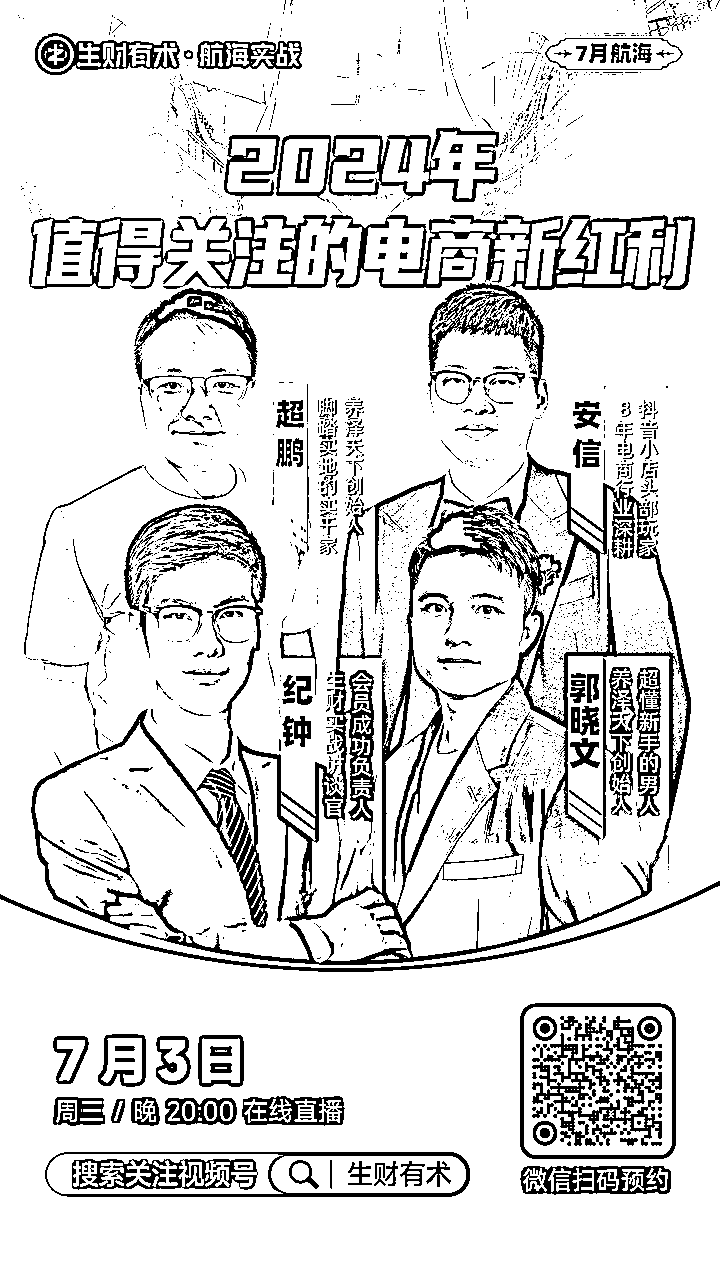 生财有术·航海实战
7月航海
2024年
值得关注的电商新红利
超鹏
养泽天下创始人
脚踏实地的实干家
安信
抖音小店头部玩家
8年电商行业深耕
纪钟
会员成功负责人
生财实战访谈官
郭晓文
超懂新手的男人
养泽天下创始人
7月3日
周三 / 晚 20:00 在线直播
搜索关注视频号 | 生财有术
微信扫码预约